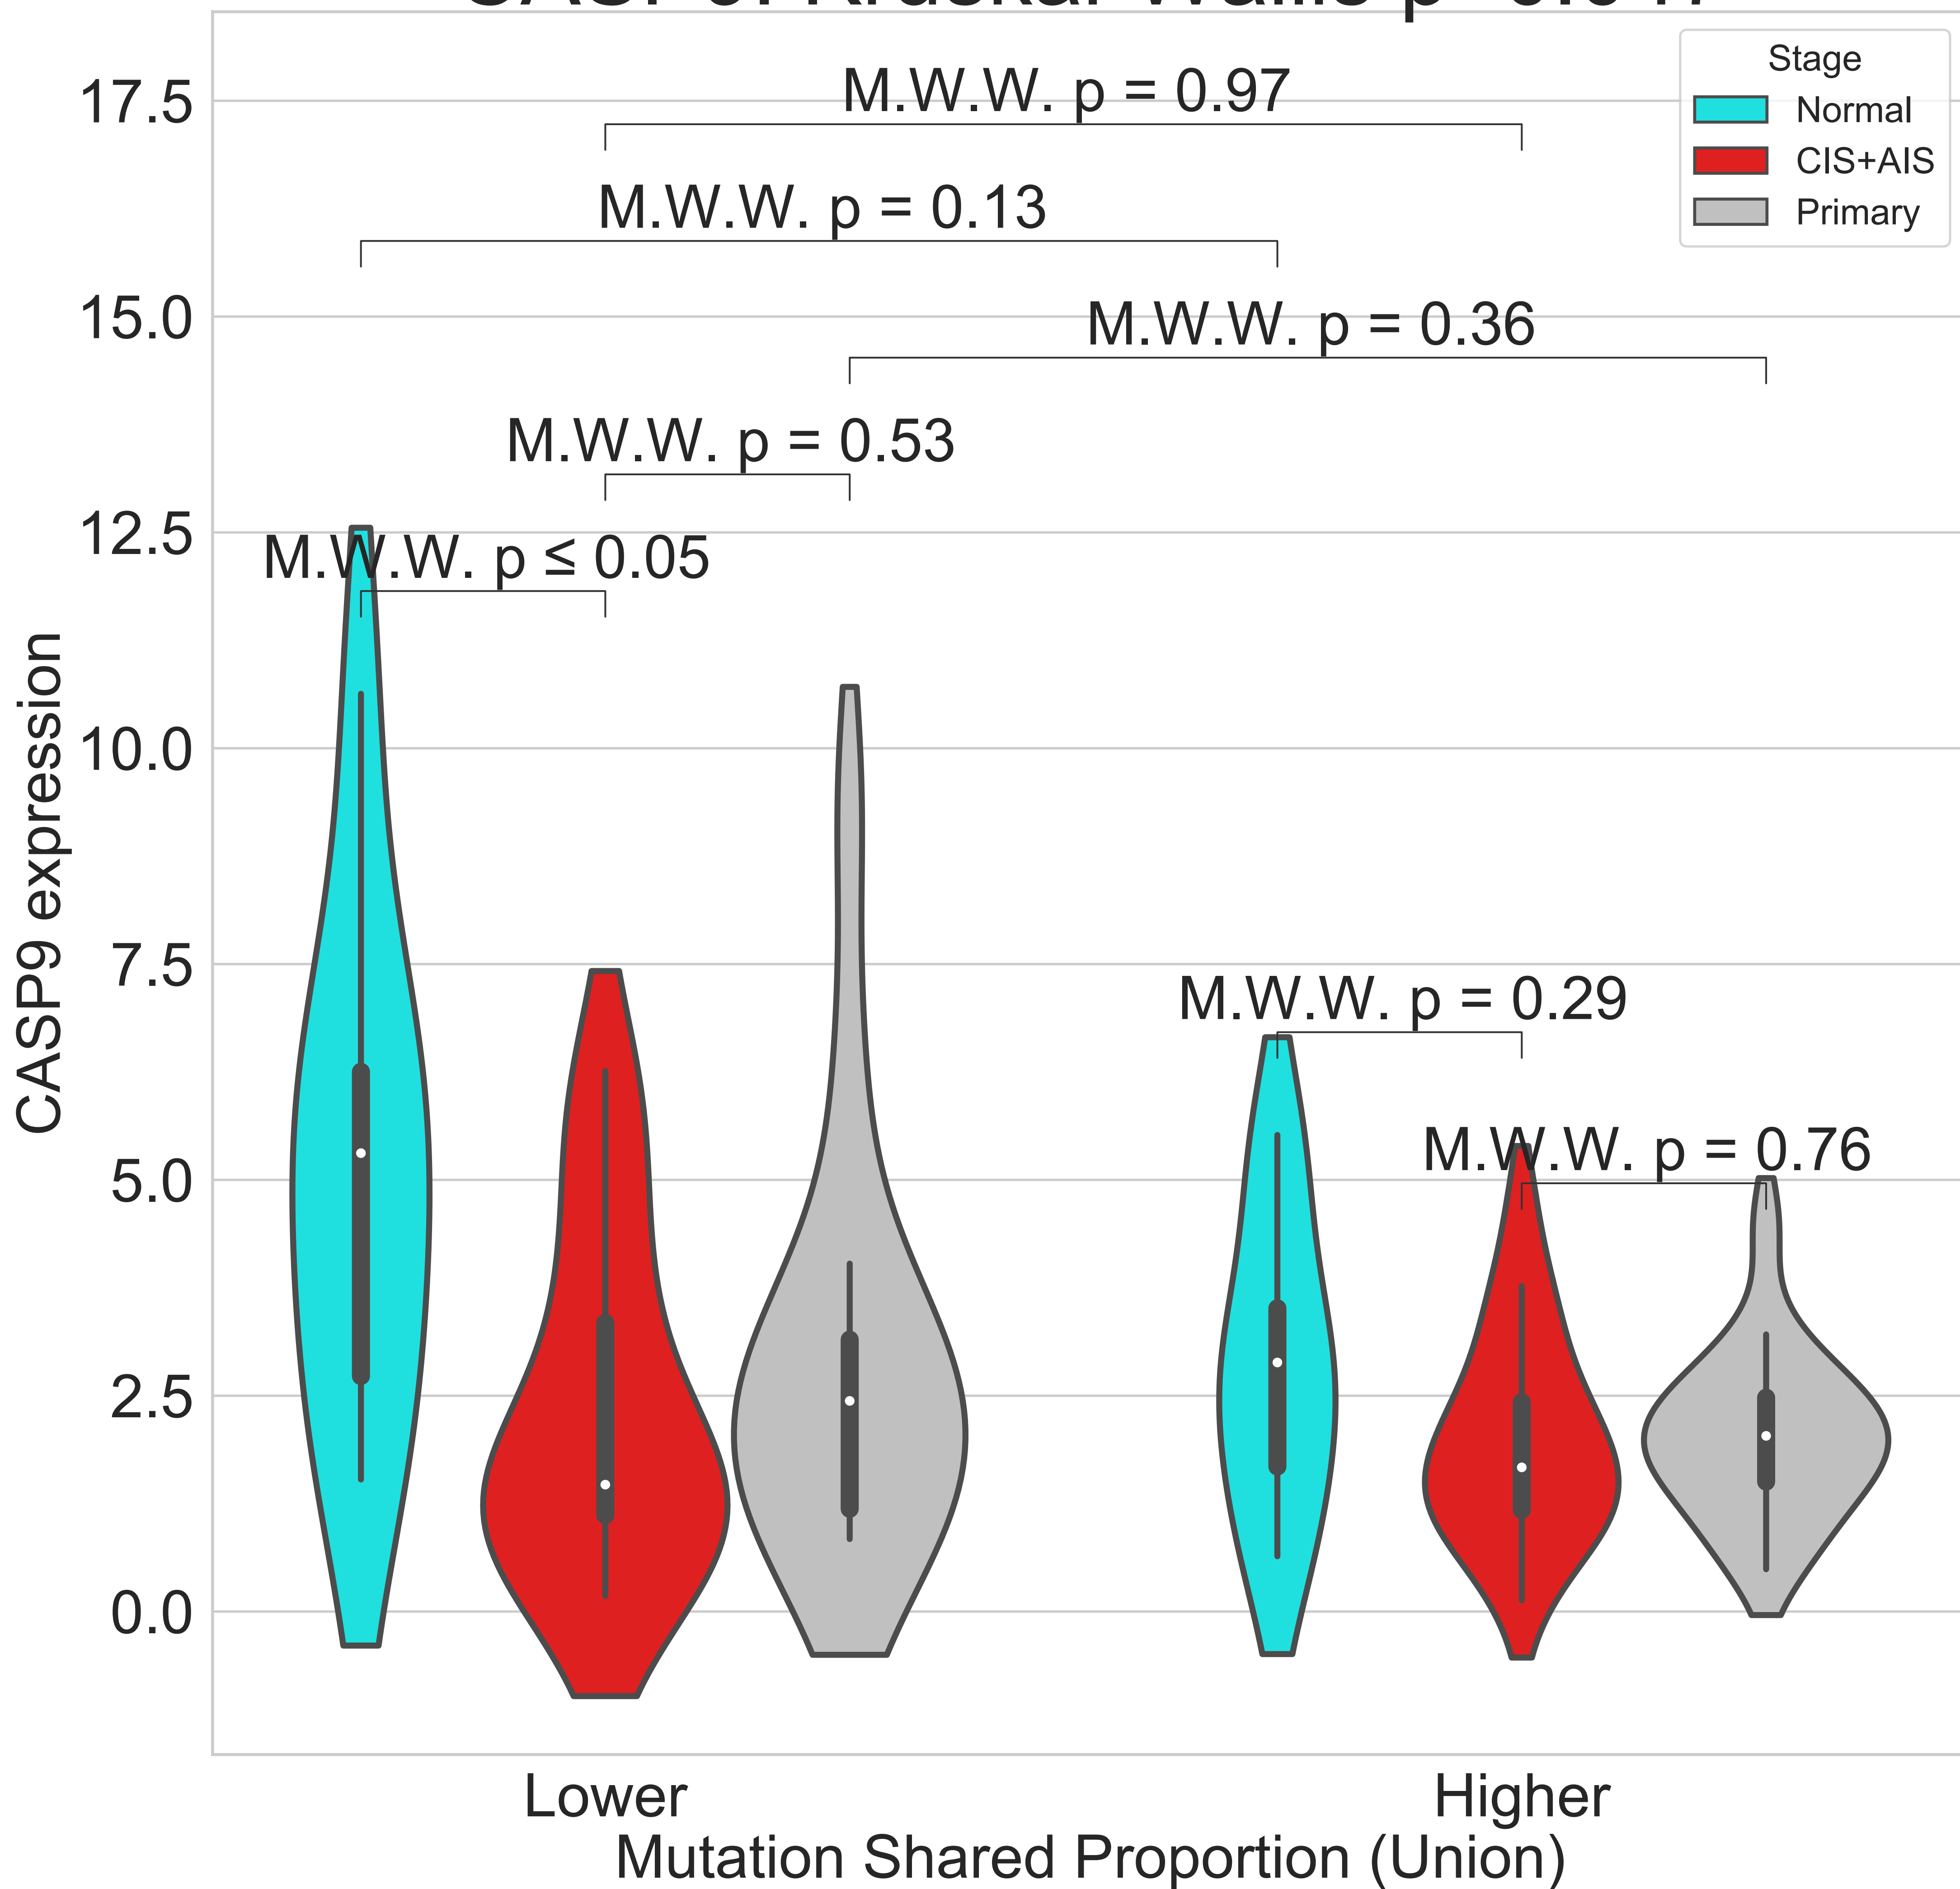 17.5
15.0
12.5
10.0
7.5
5.0
2.5
0.0
CASP9 expression
M.W.W. p = 0.97
M.W.W. p = 0.13
M.W.W. p = 0.36
M.W.W. p = 0.53
M.W.W. p ≤ 0.05
M.W.W. p = 0.29
M.W.W. p = 0.76
Stage
Normal
CIS+AIS
Primary
Lower
Higher
Mutation Shared Proportion (Union)